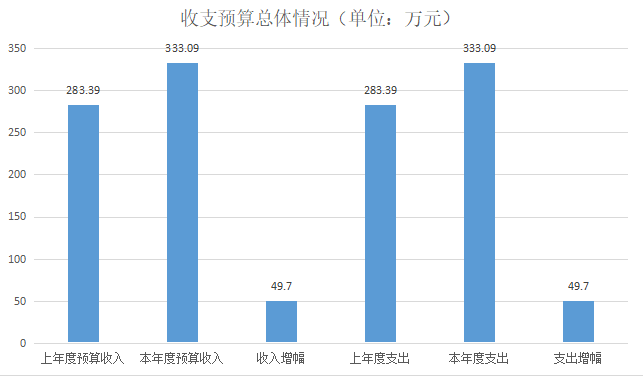 收支预算总体情况（单位：万元）
350
300
250
200
150
100
50
0
283.39
333.09
49.7
283.39
333.09
49.7
上年度预算收入
本年度预算收入
收入增幅
上年度支出
本年度支出
支出增幅